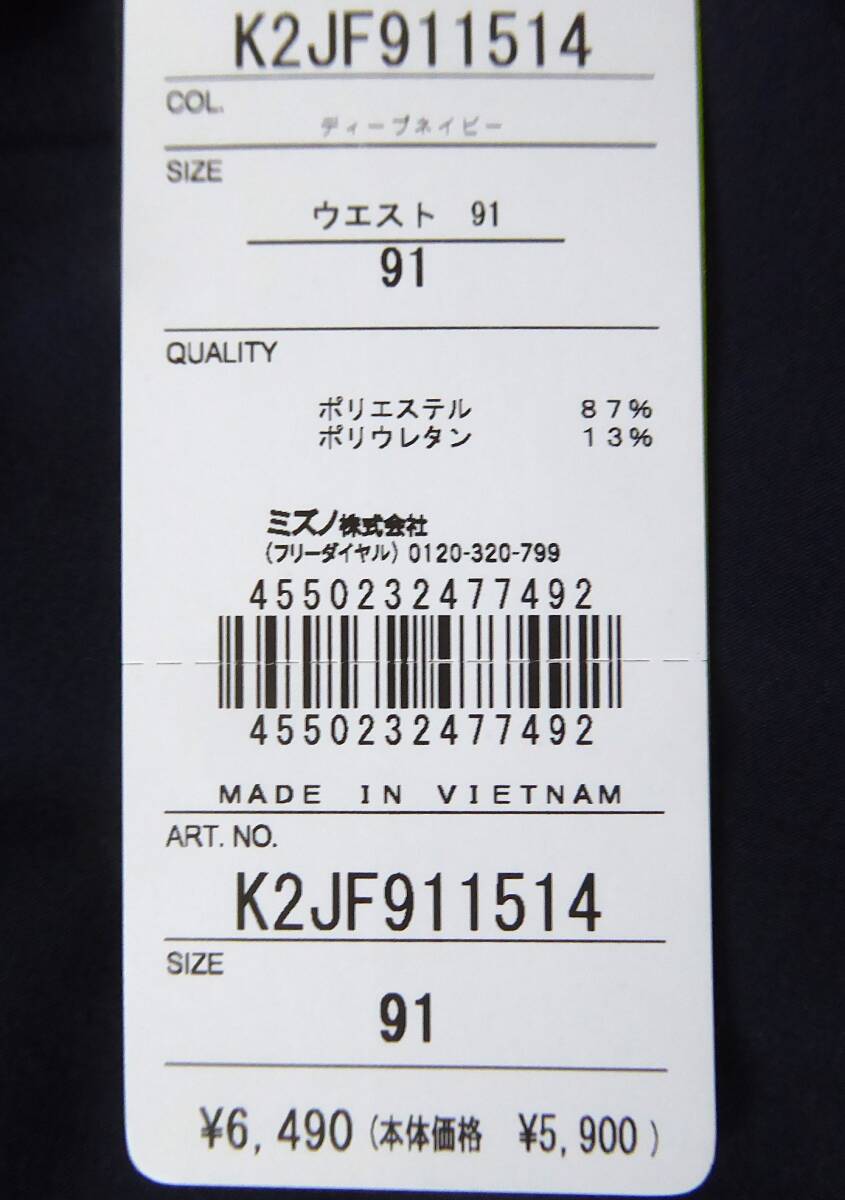 K2JF911514
COL.
ディープネイビー
SIZE
ウエスト 91
91
QUALITY
ポリエステル 87%
ポリウレタン 13%
ミズノ株式会社
(フリーダイヤル) 0120-320-799
4550232477492
4550232477492
MADE IN VIETNAM
ART. NO.
K2JF911514
SIZE
91
¥6,490 (本体価格 ¥5,900 )